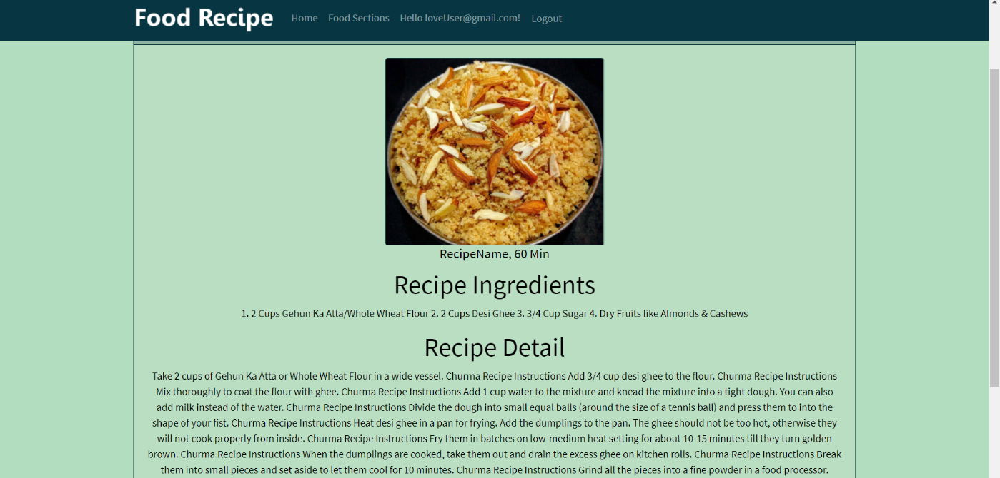 Food Recipe Home Food Sections Hello loveUser@gmail.com! Logout
RecipeName, 60 Min
Recipe Ingredients
1. 2 Cups Gehun Ka Atta/Whole Wheat Flour 2. 2 Cups Desi Ghee 3. 3/4 Cup Sugar 4. Dry Fruits like Almonds & Cashews
Recipe Detail
Take 2 cups of Gehun Ka Atta or Whole Wheat Flour in a wide vessel. Churma Recipe Instructions Add 3/4 cup desi ghee to the flour. Churma Recipe Instructions
Mix thoroughly to coat the flour with ghee. Churma Recipe Instructions Add 1 cup water to the mixture and knead the mixture into a tight dough. You can also
add milk instead of the water. Churma Recipe Instructions Divide the dough into small equal balls (around the size of a tennis ball) and press them to into the
shape of your fist. Churma Recipe Instructions Heat desi ghee in a pan for frying. Add the dumplings to the pan. The ghee should not be too hot, otherwise they
will not cook properly from inside. Churma Recipe Instructions Fry them in batches on low-medium heat setting for about 10-15 minutes till they turn golden
brown. Churma Recipe Instructions When the dumplings are cooked, take them out and drain the excess ghee on kitchen rolls. Churma Recipe Instructions Break
them into small pieces and set aside to let them cool for 10 minutes. Churma Recipe Instructions Grind all the pieces into a fine powder in a food processor.